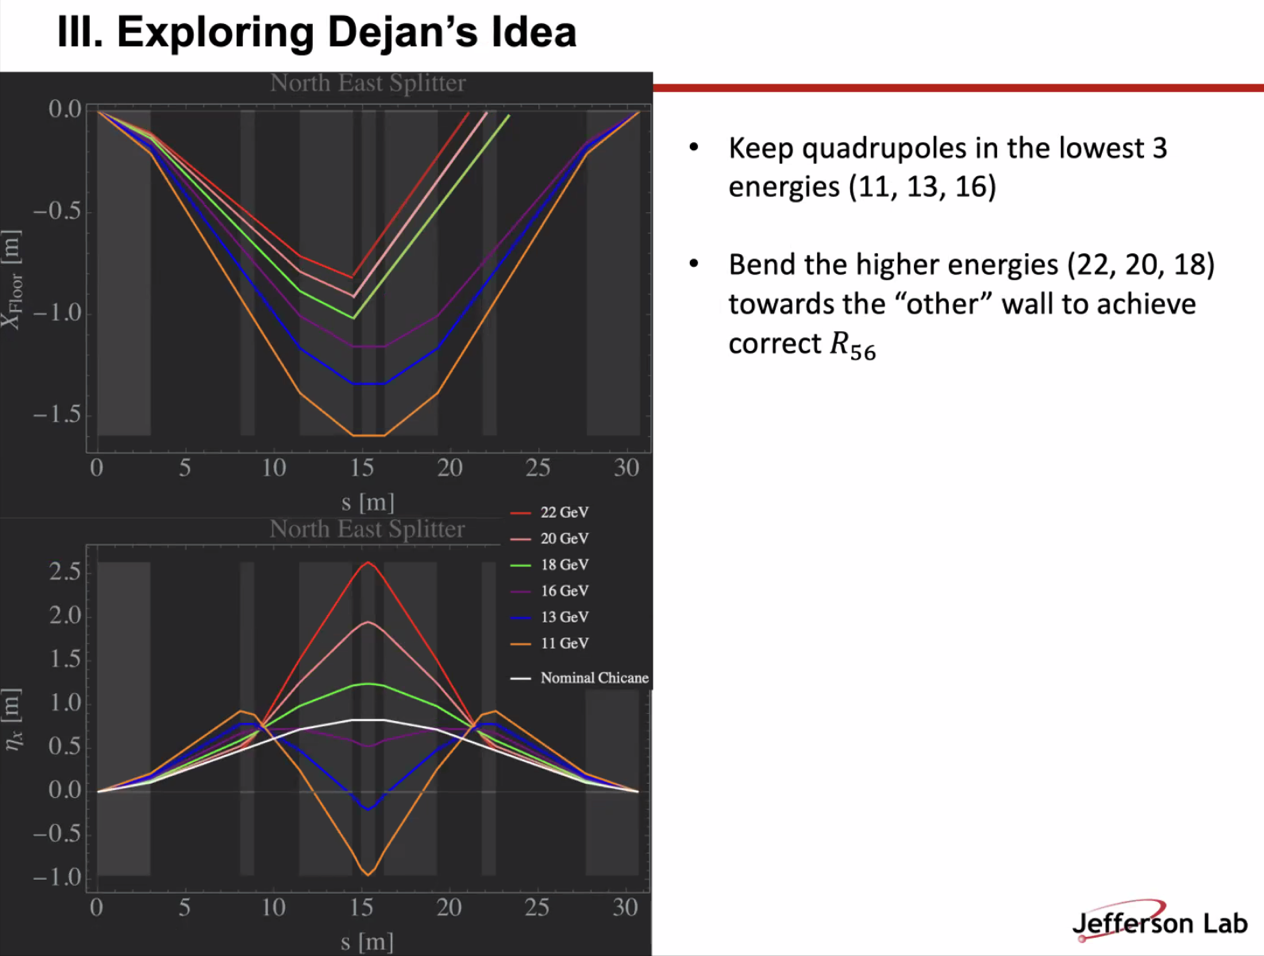 III. Exploring Dejan’s Idea
North East Splitter
0.0
−0.5
−1.0
−1.5
X_Floor [m]
0 5 10 15 20 25 30
s [m]
North East Splitter
22 GeV
20 GeV
18 GeV
16 GeV
13 GeV
11 GeV
Nominal Chicane
2.5
2.0
1.5
1.0
0.5
0.0
−0.5
−1.0
η_x [m]
0 5 10 15 20 25 30
s [m]
• Keep quadrupoles in the lowest 3
energies (11, 13, 16)
• Bend the higher energies (22, 20, 18)
towards the “other” wall to achieve
correct R_56
Jefferson Lab